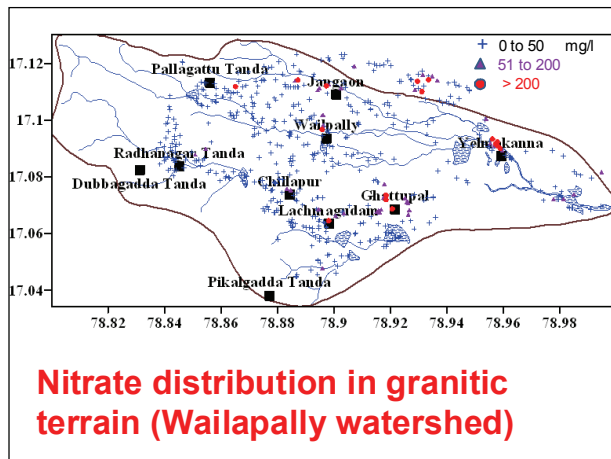 17.12
17.1
17.08
17.06
17.04
+ 0 to 50 mg/l
51 to 200
> 200
Pallagattu Tanda
Jangaon
Wailpally
Yelmakanna
Radhanagar Tanda
Dubbagadda Tanda
Chillapur
Ghattupal
Lachmagudam
Pikalgadda Tanda
78.82 78.84 78.86 78.88 78.9 78.92 78.94 78.96 78.98
Nitrate distribution in granitic
terrain (Wailapally watershed)